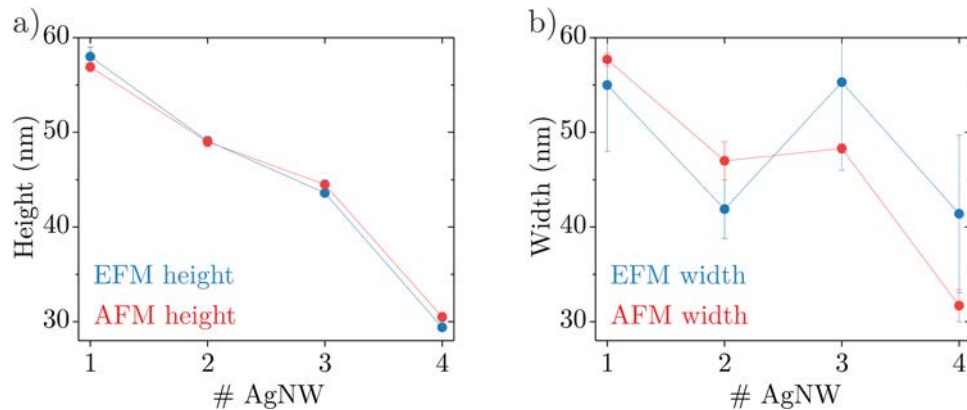 a)
60
50
40
30
Height (nm)
EFM height
AFM height
1 2 3 4
# AgNW
b)
60
50
40
30
Width (nm)
EFM width
AFM width
1 2 3 4
# AgNW